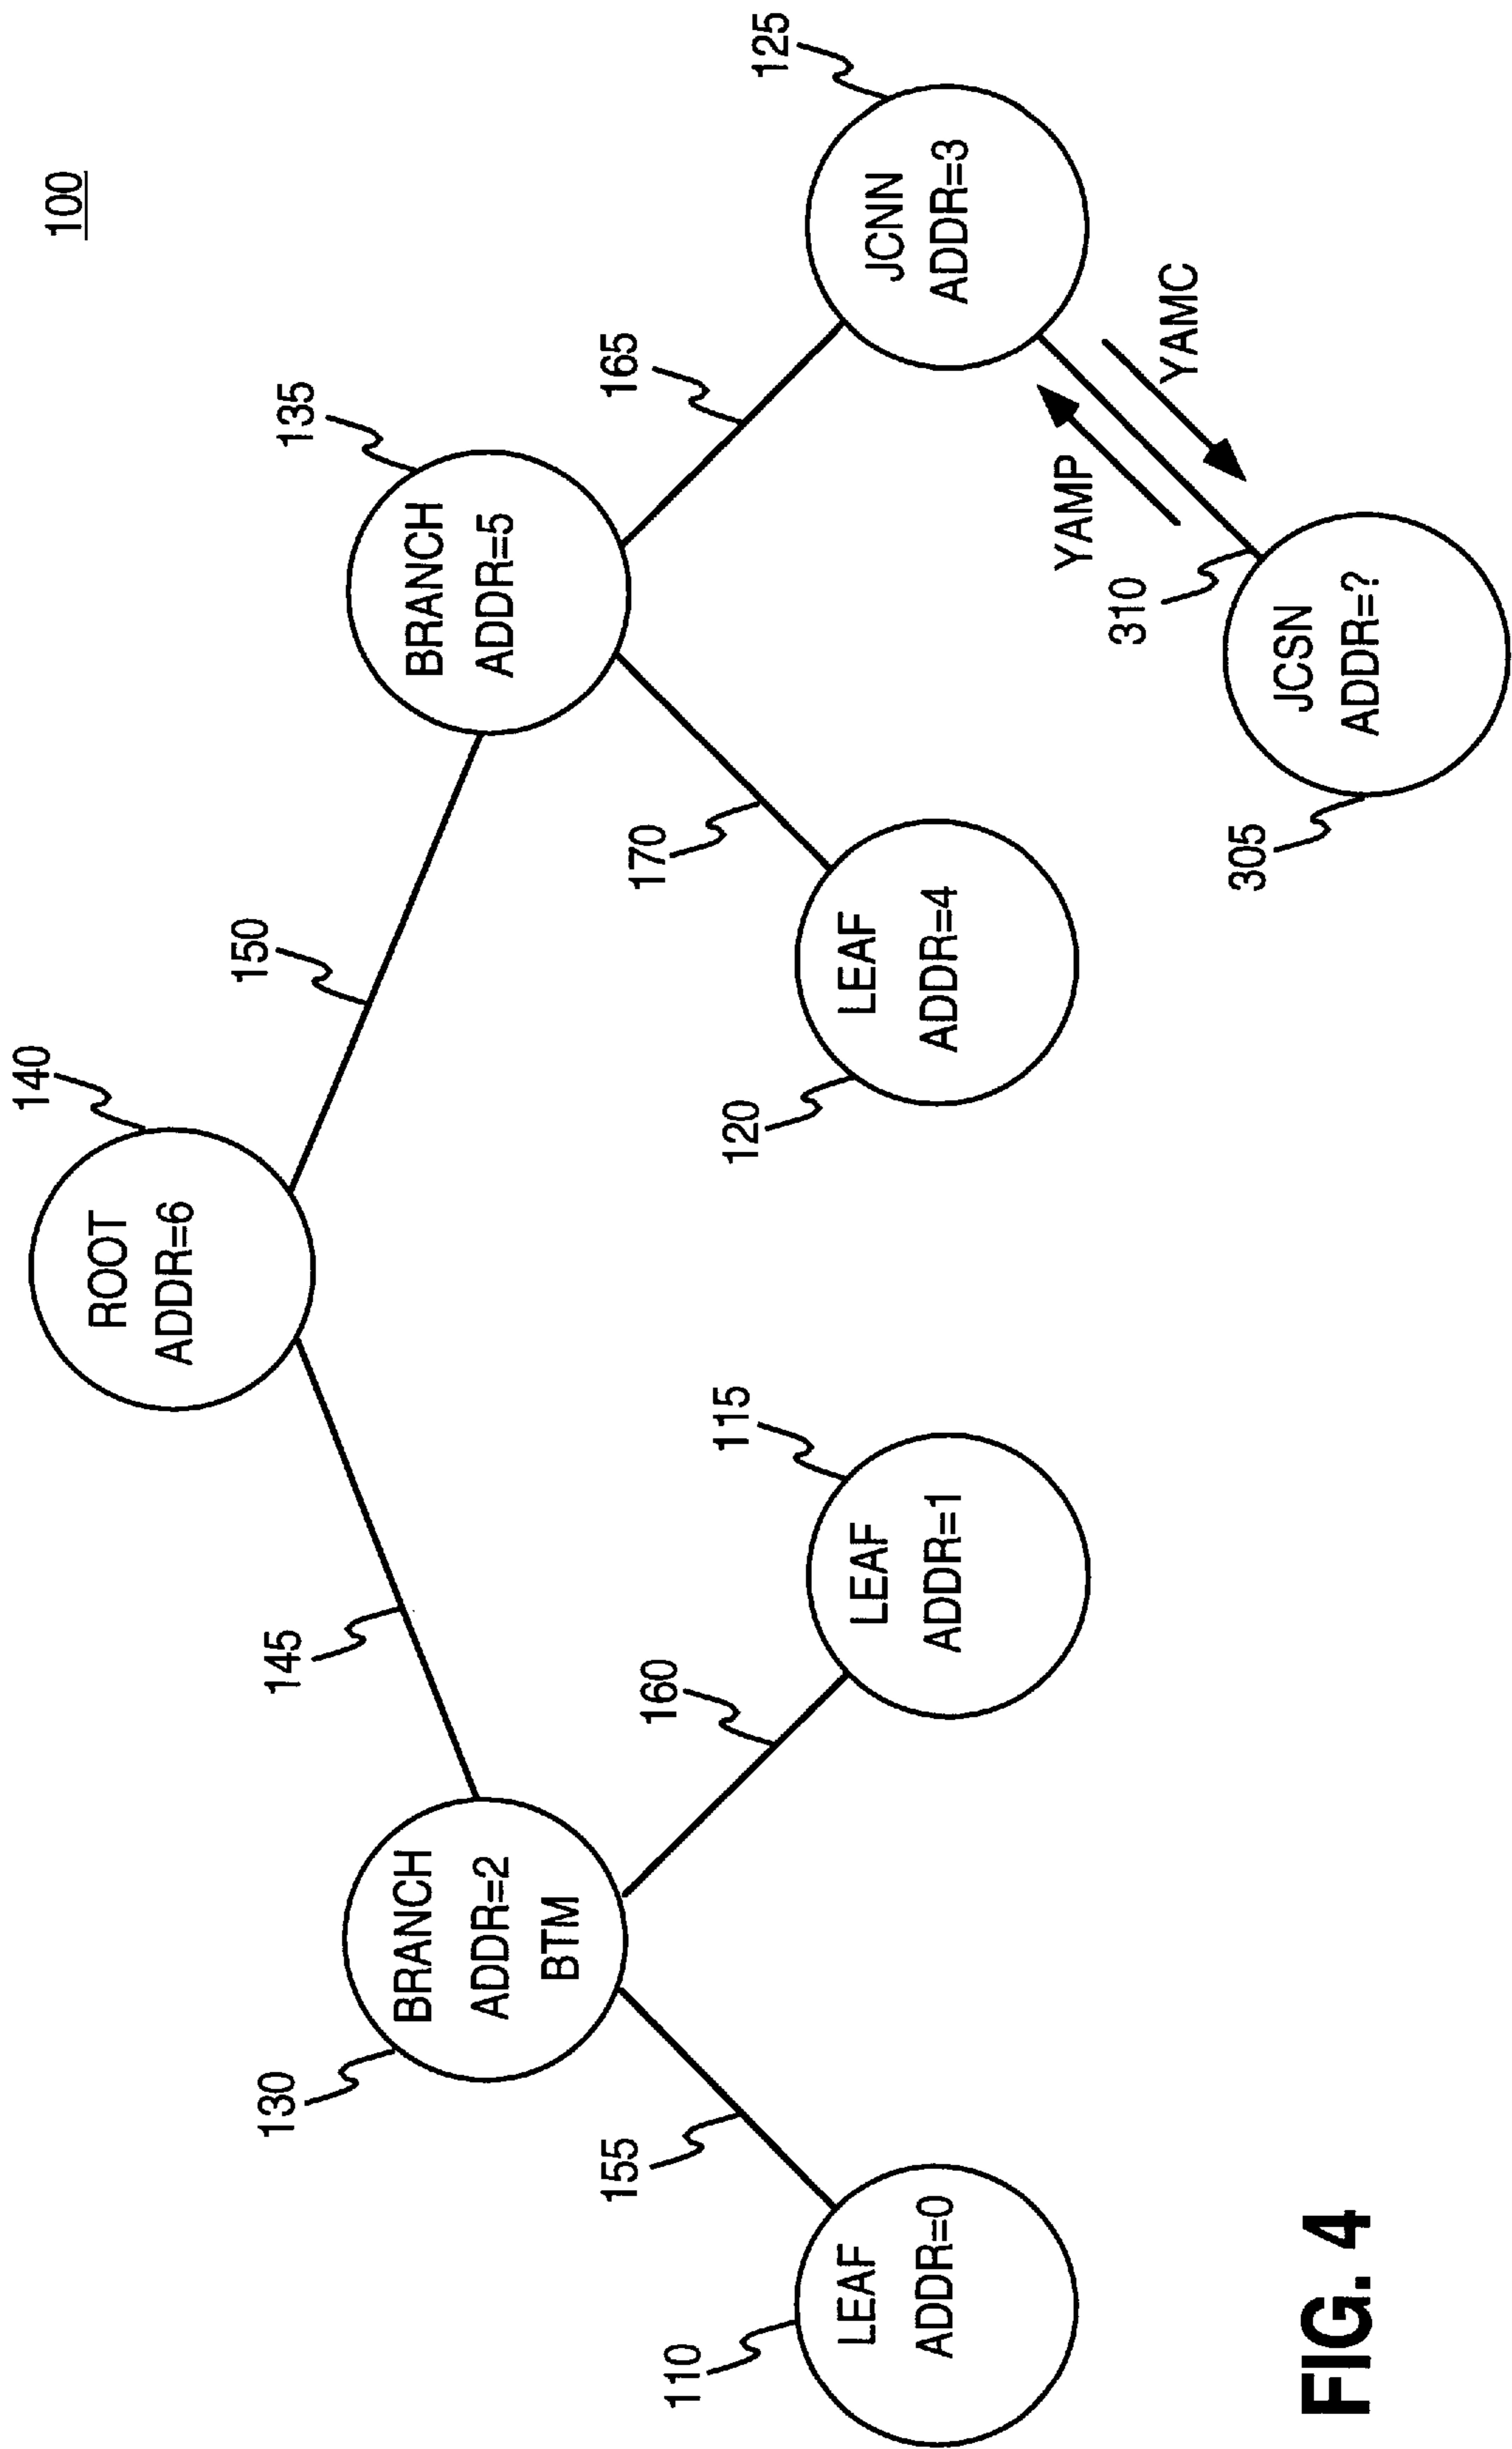 100
140
ROOT
ADDR=6
145
150
130
BRANCH
ADDR=2
BTM
135
BRANCH
ADDR=5
155
160
170
165
110
LEAF
ADDR=0
115
LEAF
ADDR=1
120
LEAF
ADDR=4
125
JCNN
ADDR=3
YAMP
YAMC
310
305
JCSN
ADDR=?
FIG. 4